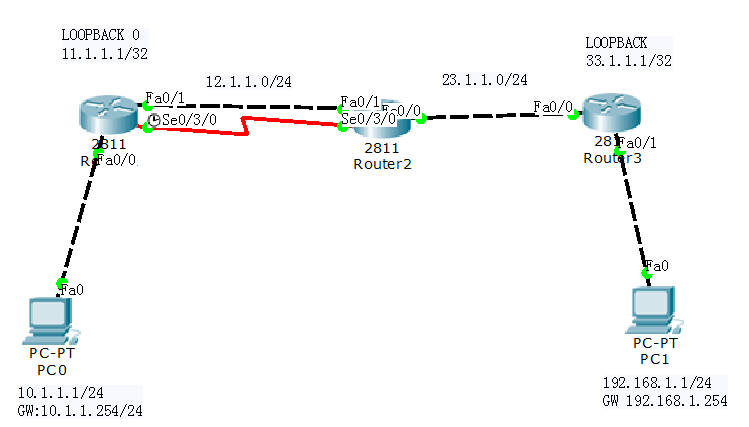 LOOPBACK 0
11.1.1.1/32
LOOPBACK
33.1.1.1/32
12.1.1.0/24
23.1.1.0/24
Fa0/1
Fa0/1
Fa0/0
Fa0/0
Se0/3/0
Se0/3/0
2811
Fa0/0
2811
Router2
Router3
Fa0/1
Fa0
PC-PT
PC0
Fa0
PC-PT
PC1
10.1.1.1/24
GW:10.1.1.254/24
192.168.1.1/24
GW 192.168.1.254